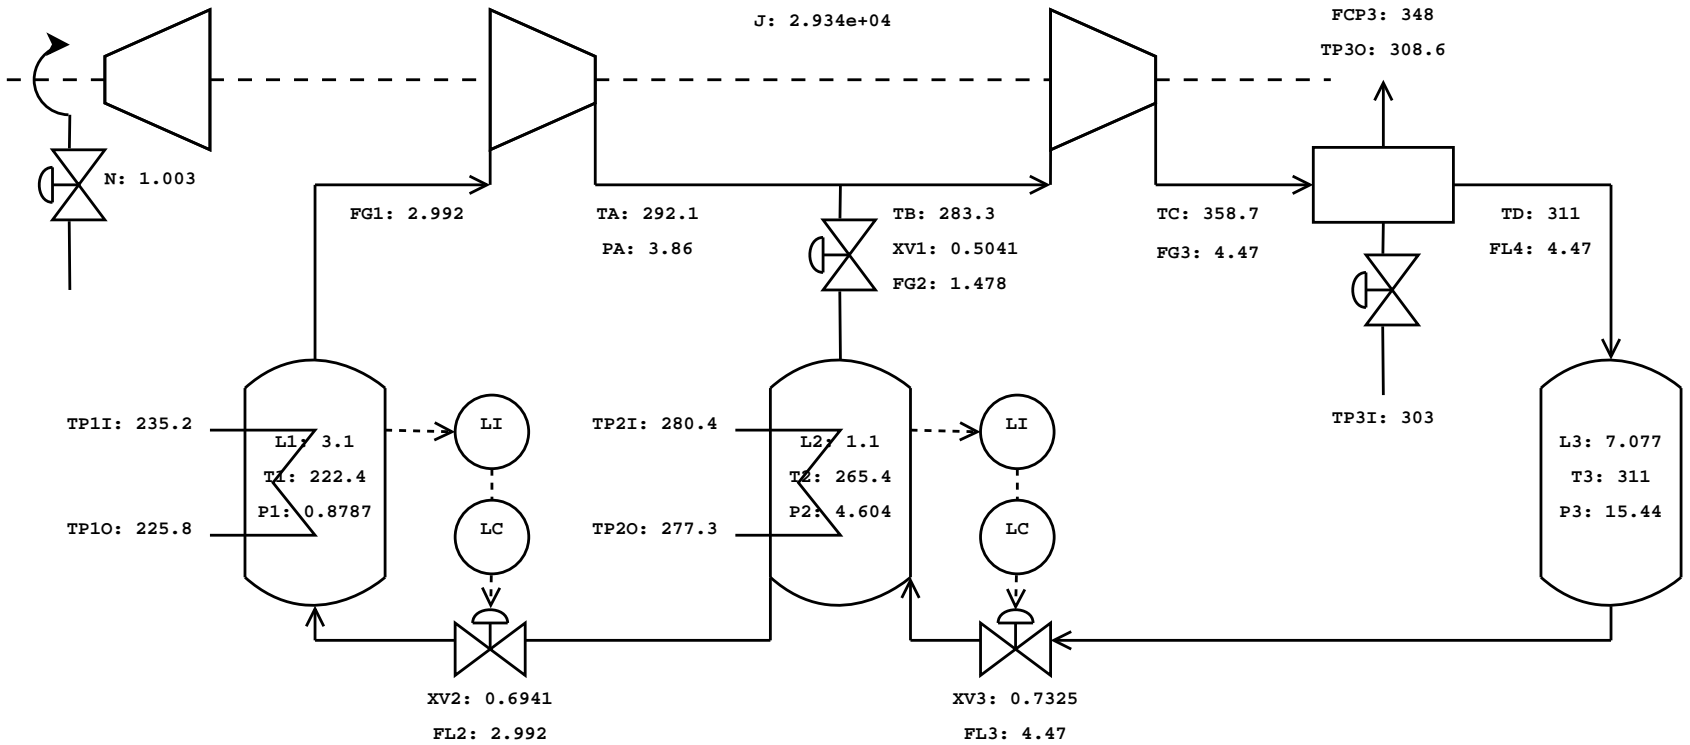 J: 2.934e+04
FCP3: 348
TP3O: 308.6
N: 1.003
FG1: 2.992
TA: 292.1
PA: 3.86
TB: 283.3
XV1: 0.5041
FG2: 1.478
TC: 358.7
FG3: 4.47
TD: 311
FL4: 4.47
TP3I: 303
TP1I: 235.2
L1: 3.1
T1: 222.4
P1: 0.8787
TP1O: 225.8
LI
LC
TP2I: 280.4
L2: 1.1
T2: 265.4
P2: 4.604
TP2O: 277.3
LI
LC
L3: 7.077
T3: 311
P3: 15.44
XV2: 0.6941
FL2: 2.992
XV3: 0.7325
FL3: 4.47